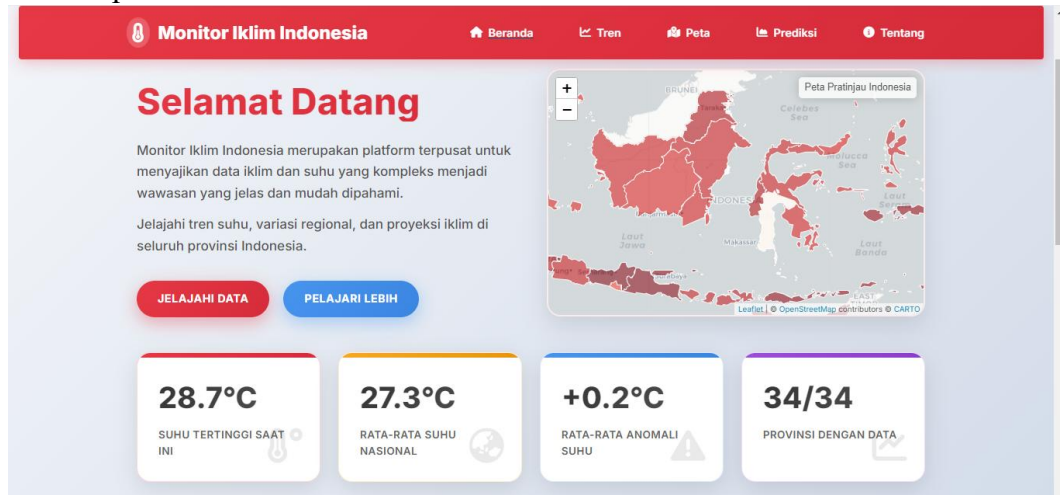 Monitor Iklim Indonesia
Beranda
Tren
Peta
Prediksi
Tentang
Selamat Datang
Monitor Iklim Indonesia merupakan platform terpusat untuk
menyajikan data iklim dan suhu yang kompleks menjadi
wawasan yang jelas dan mudah dipahami.
Jelajahi tren suhu, variasi regional, dan proyeksi iklim di
seluruh provinsi Indonesia.
JELAJAHI DATA
PELAJARI LEBIH
+
−
Peta Pratinjau Indonesia
BRUNEI
Celebes
Sea
Molucca
Sea
Laut
Seram
Laut
Jawa
Makassar
Laut
Banda
Surabaya
EAST
Leaflet | © OpenStreetMap contributors © CARTO
28.7°C
SUHU TERTINGGI SAAT
INI
27.3°C
RATA-RATA SUHU
NASIONAL
+0.2°C
RATA-RATA ANOMALI
SUHU
34/34
PROVINSI DENGAN DATA